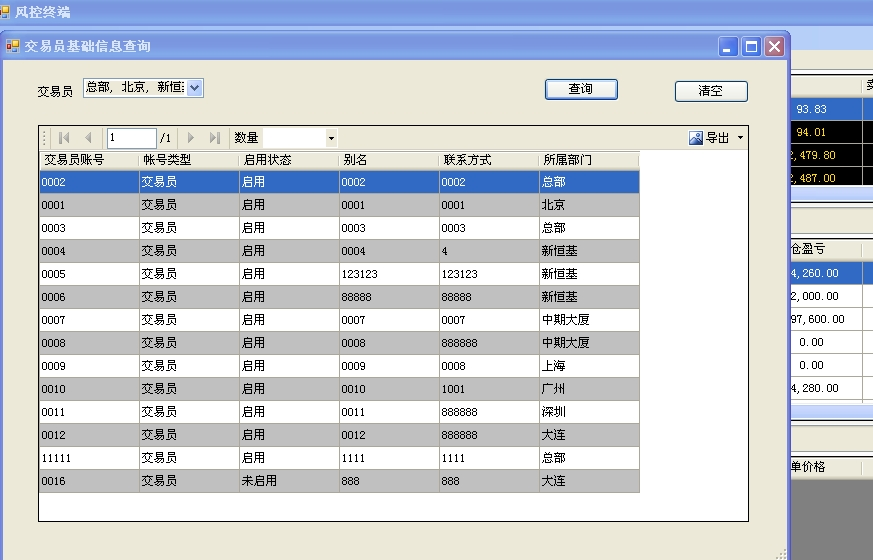 风控终端
交易员基础信息查询
交易员 总部, 北京, 新恒 查询 清空
1 /1 数量 导出
交易员账号 帐号类型 启用状态 别名 联系方式 所属部门
0002 交易员 启用 0002 0002 总部
0001 交易员 启用 0001 0001 北京
0003 交易员 启用 0003 0003 总部
0004 交易员 启用 0004 4 新恒基
0005 交易员 启用 123123 123123 新恒基
0006 交易员 启用 88888 88888 新恒基
0007 交易员 启用 0007 0007 中期大厦
0008 交易员 启用 0008 888888 中期大厦
0009 交易员 启用 0009 0008 上海
0010 交易员 启用 0010 1001 广州
0011 交易员 启用 0011 888888 深圳
0012 交易员 启用 0012 888888 大连
11111 交易员 启用 1111 1111 总部
0016 交易员 未启用 888 888 大连
93.83
94.01
2,479.80
2,487.00
仓盈亏
4,260.00
2,000.00
97,600.00
0.00
0.00
4,280.00
单价格